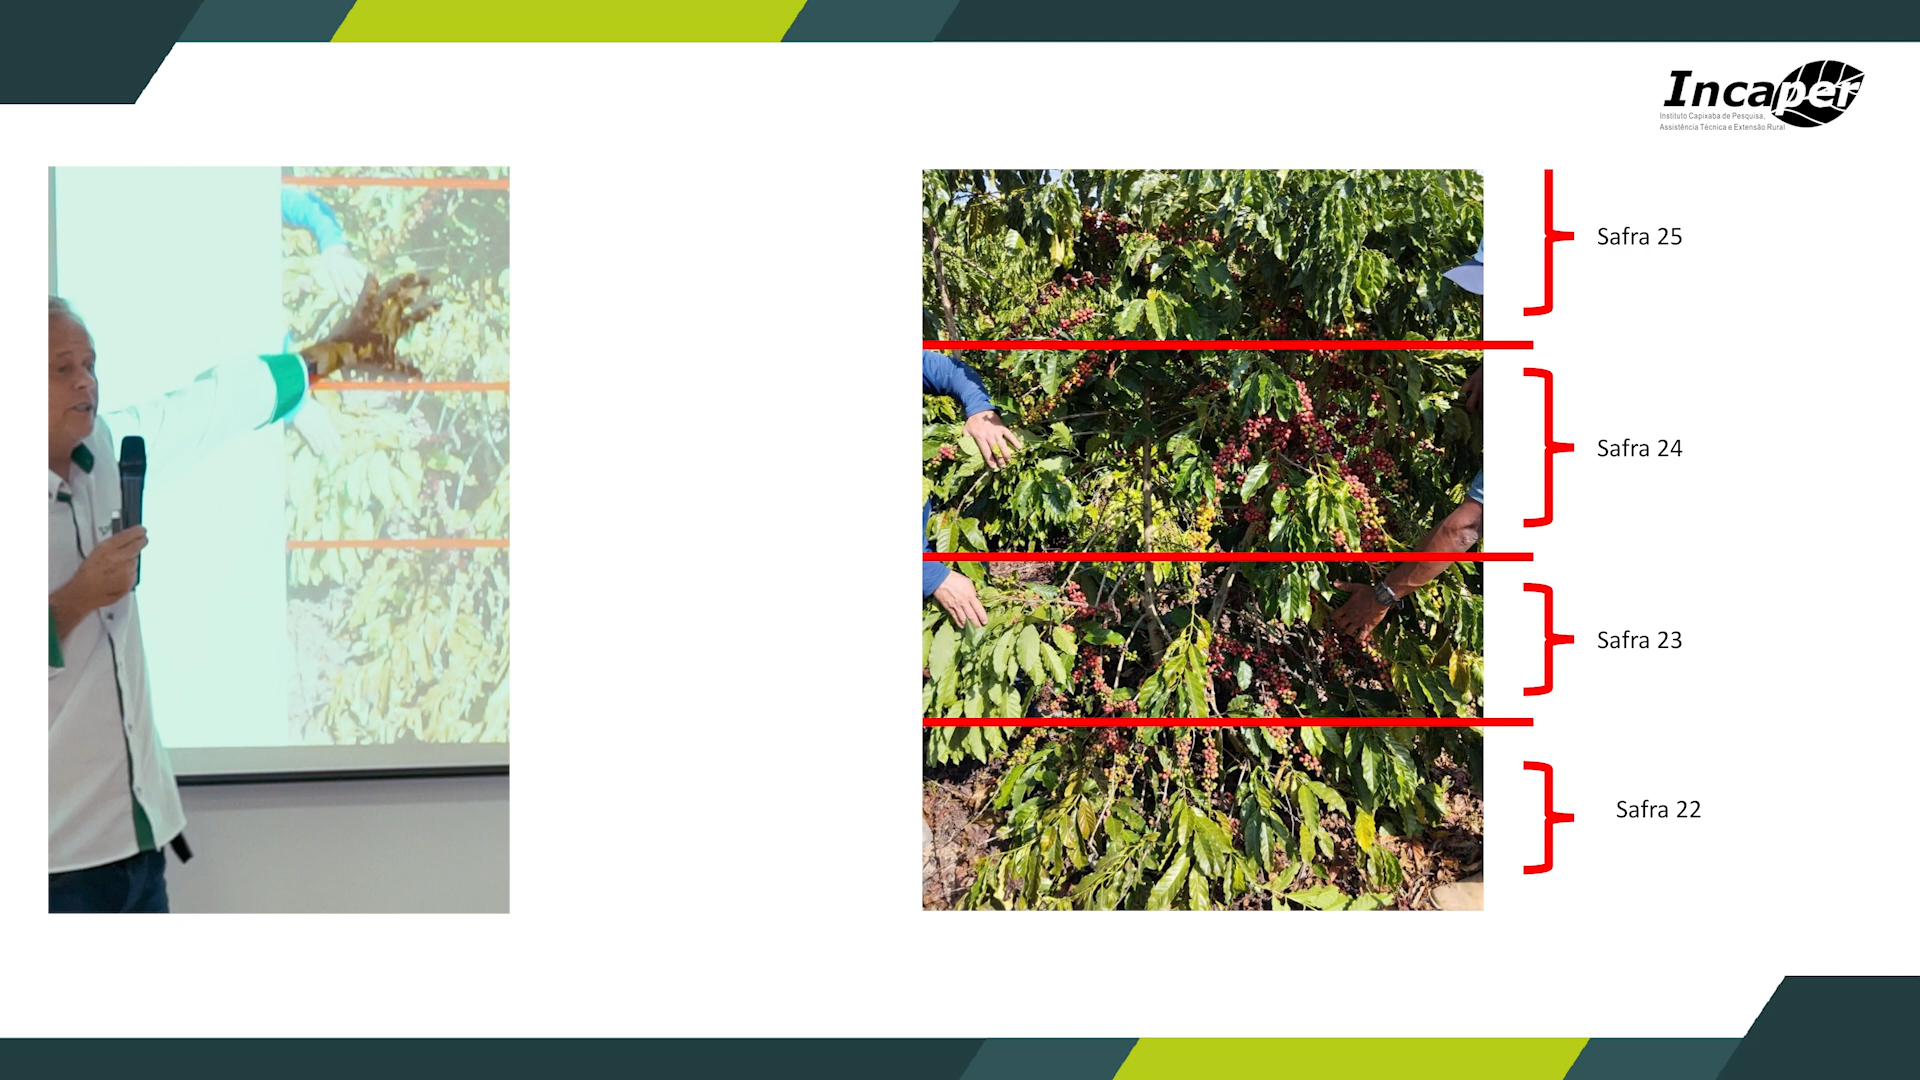 Incaper
Instituto Capixaba de Pesquisa,
Assistência Técnica e Extensão Rural
Safra 25
Safra 24
Safra 23
Safra 22